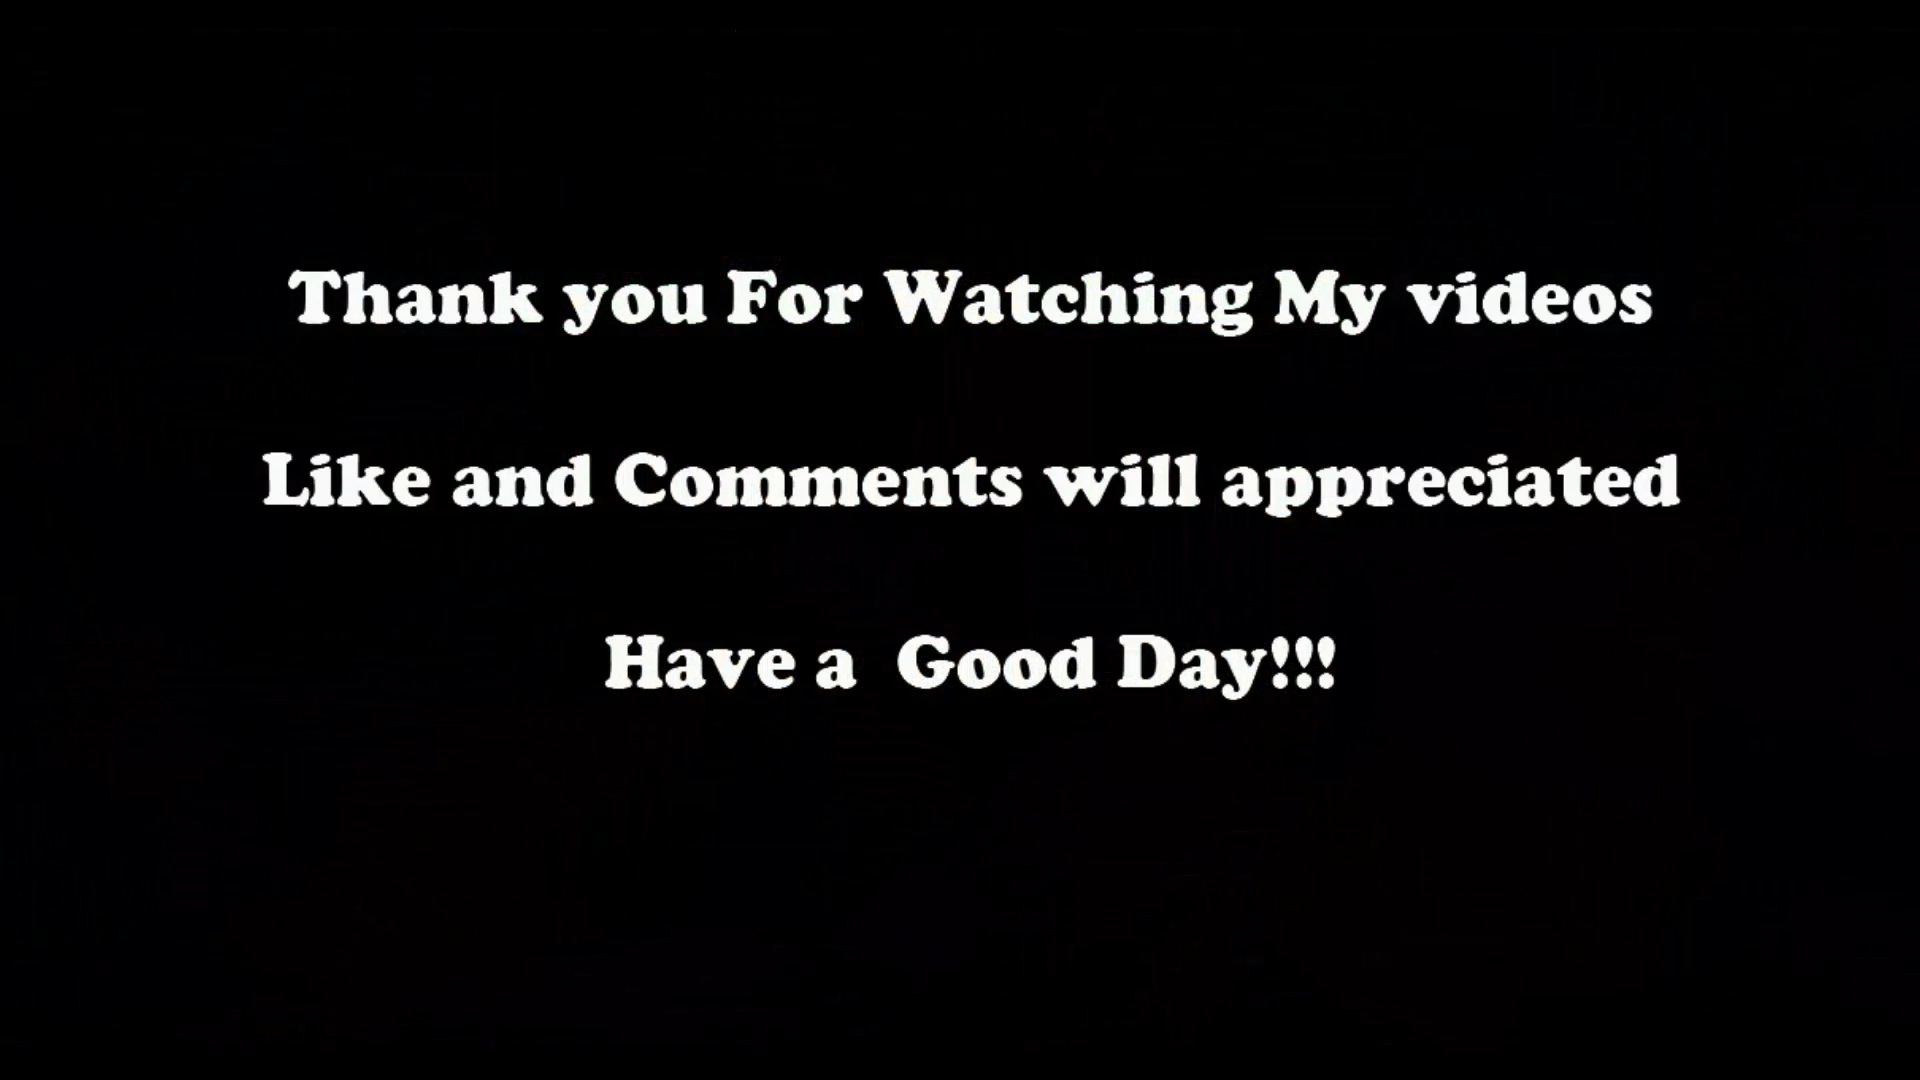 Thank you For Watching My videos
Like and Comments will appreciated
Have a  Good Day!!!